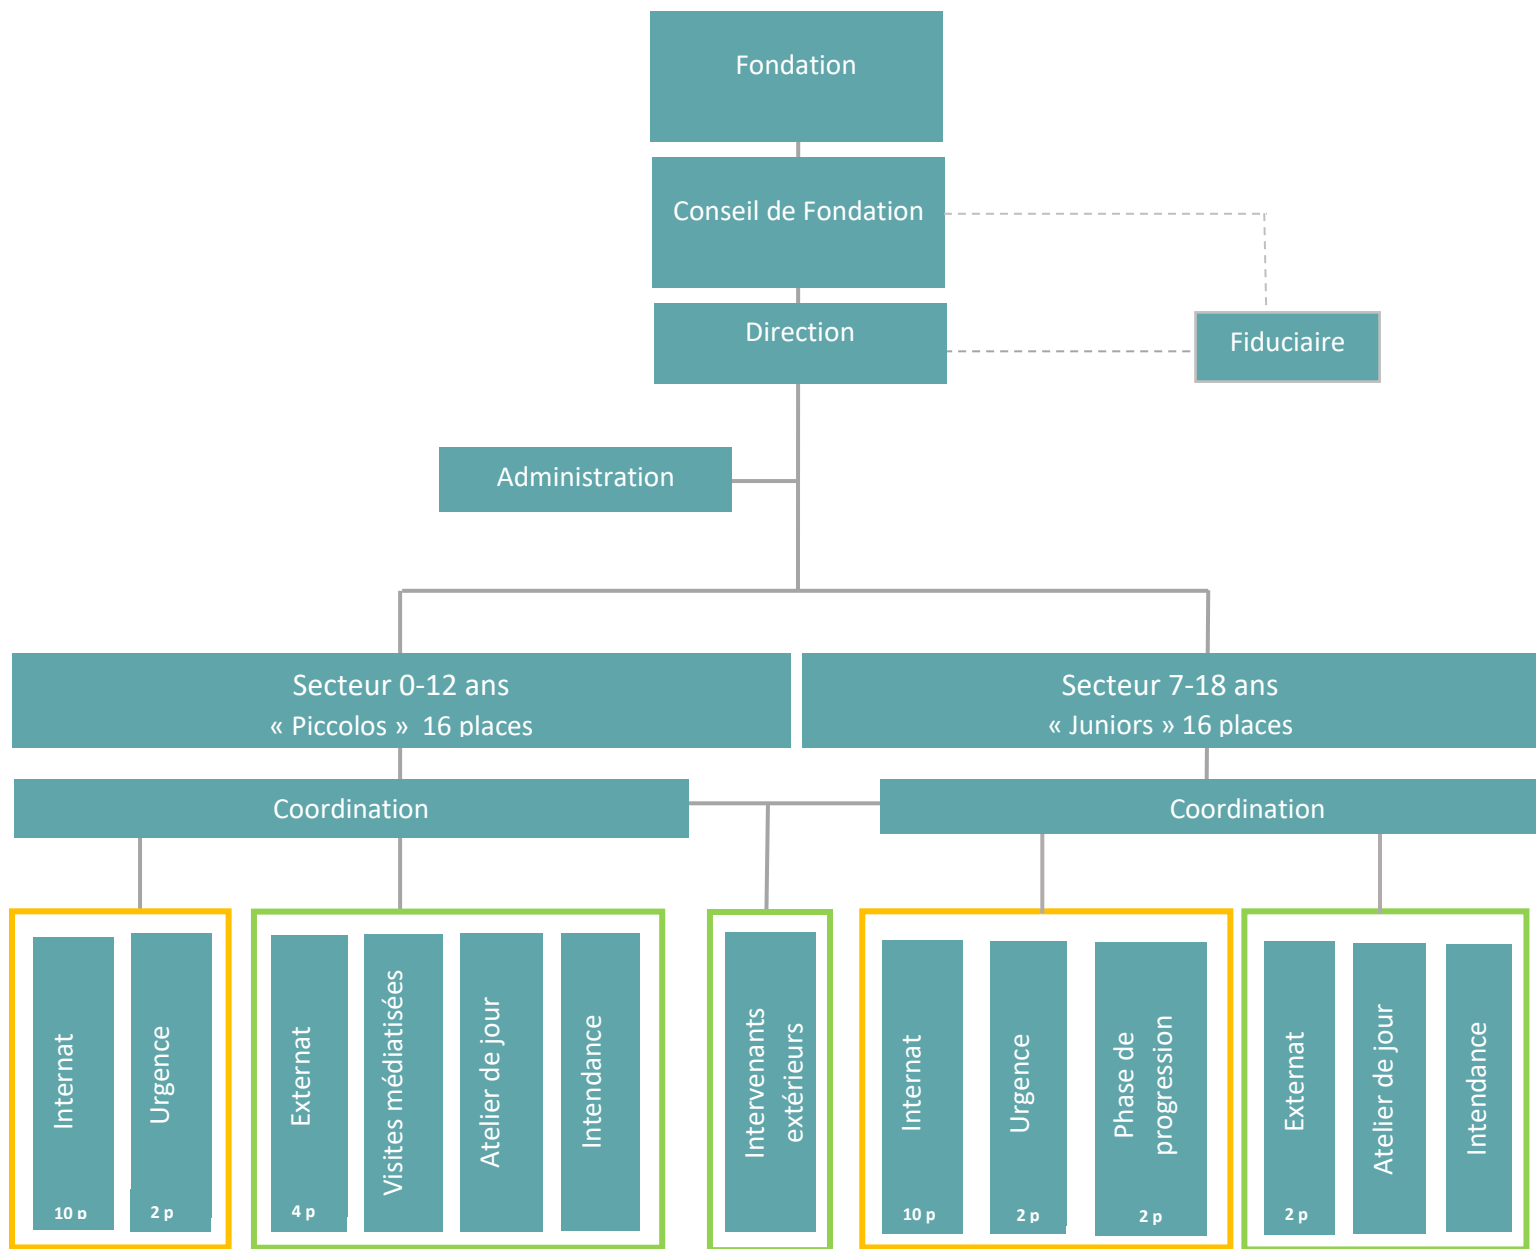 Fondation
Conseil de Fondation
Direction
Fiduciaire
Administration
Secteur 0-12 ans
« Piccolos »  16 places
Secteur 7-18 ans
« Juniors » 16 places
Coordination
Coordination
Internat
10 p
Urgence
2 p
Externat
4 p
Visites médiatisées
Atelier de jour
Intendance
Intervenants
extérieurs
Internat
10 p
Urgence
2 p
Phase de
progression
2 p
Externat
2 p
Atelier de jour
Intendance